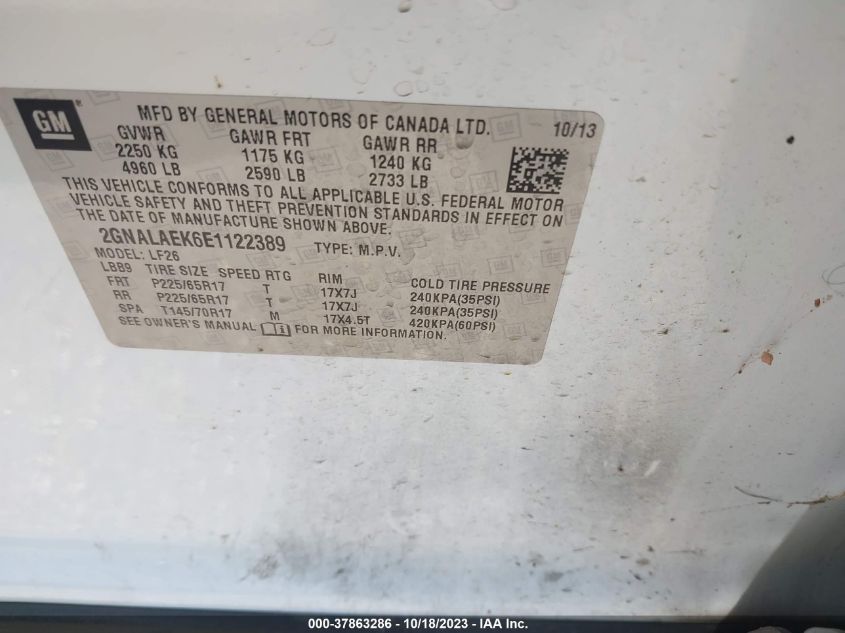 GM
MFD BY GENERAL MOTORS OF CANADA LTD. 10/13
GVWR GAWR FRT GAWR RR
2250 KG 1175 KG 1240 KG
4960 LB 2590 LB 2733 LB
THIS VEHICLE CONFORMS TO ALL APPLICABLE U.S. FEDERAL MOTOR
VEHICLE SAFETY AND THEFT PREVENTION STANDARDS IN EFFECT ON
THE DATE OF MANUFACTURE SHOWN ABOVE.
2GNALAEK6E1122389 TYPE: M.P.V.
MODEL: LF26
LBB9 TIRE SIZE SPEED RTG RIM COLD TIRE PRESSURE
FRT P225/65R17 T 17X7J 240KPA(35PSI)
RR P225/65R17 T 17X7J 240KPA(35PSI)
SPA T145/70R17 M 17X4.5T 420KPA(60PSI)
SEE OWNER'S MANUAL FOR MORE INFORMATION.
000-37863286 - 10/18/2023 - IAA Inc.